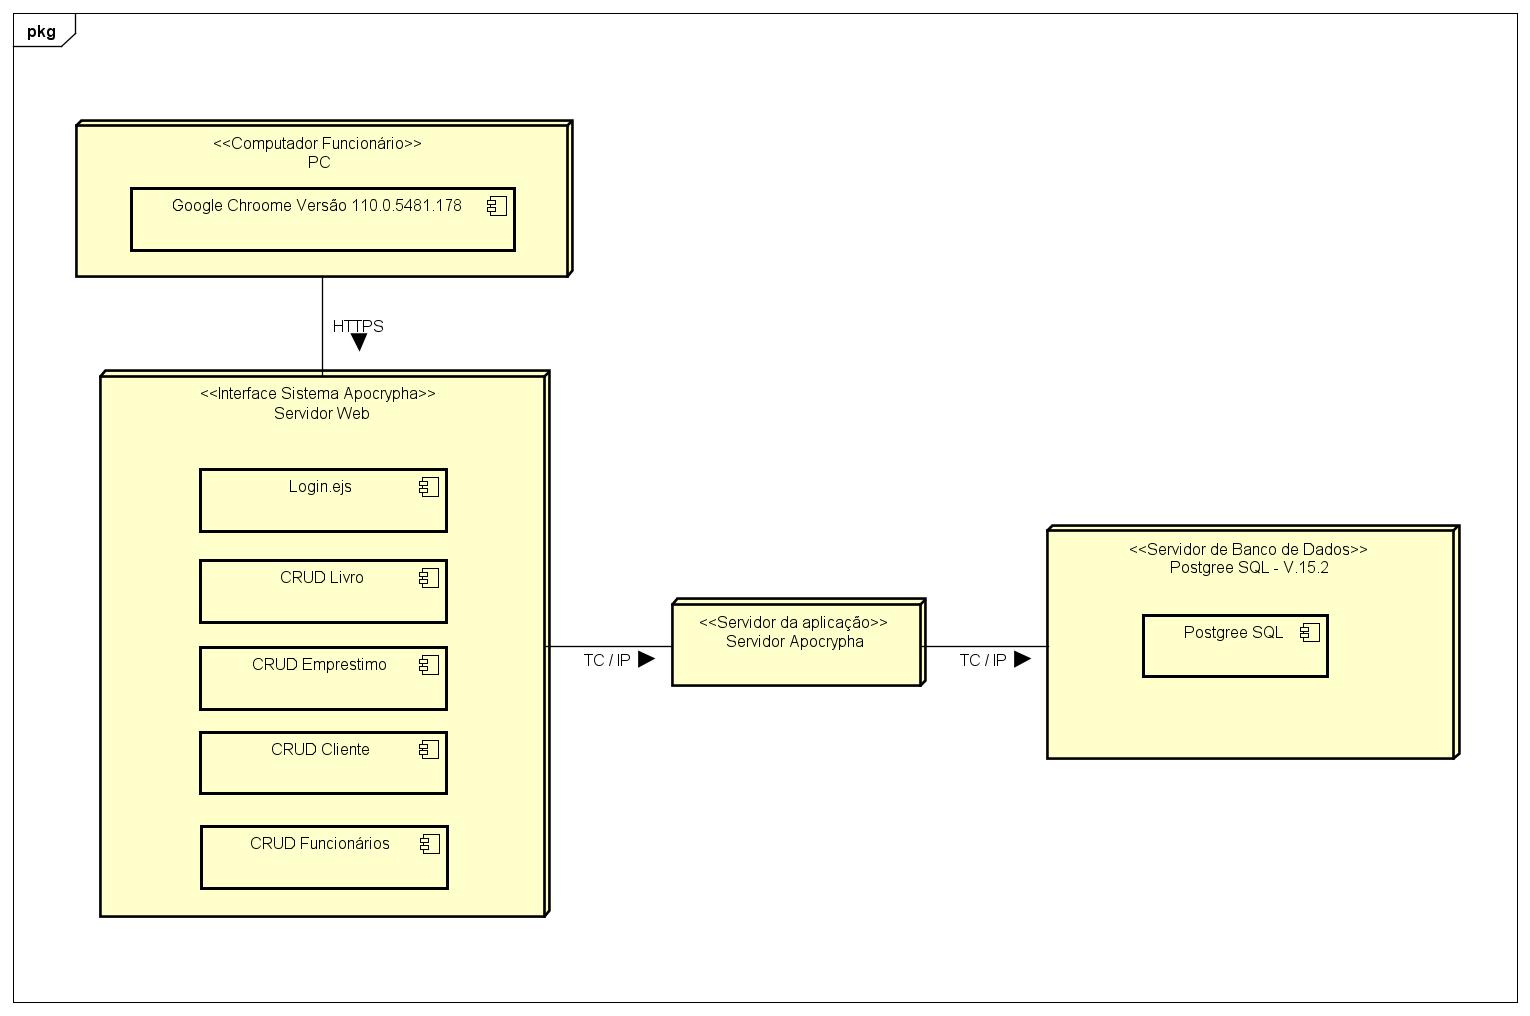 pkg
<<Computador Funcionário>>
PC
Google Chroome Versão 110.0.5481.178
HTTPS
<<Interface Sistema Apocrypha>>
Servidor Web
Login.ejs
CRUD Livro
CRUD Emprestimo
CRUD Cliente
CRUD Funcionários
TC / IP
<<Servidor da aplicação>>
Servidor Apocrypha
TC / IP
<<Servidor de Banco de Dados>>
Postgree SQL - V.15.2
Postgree SQL